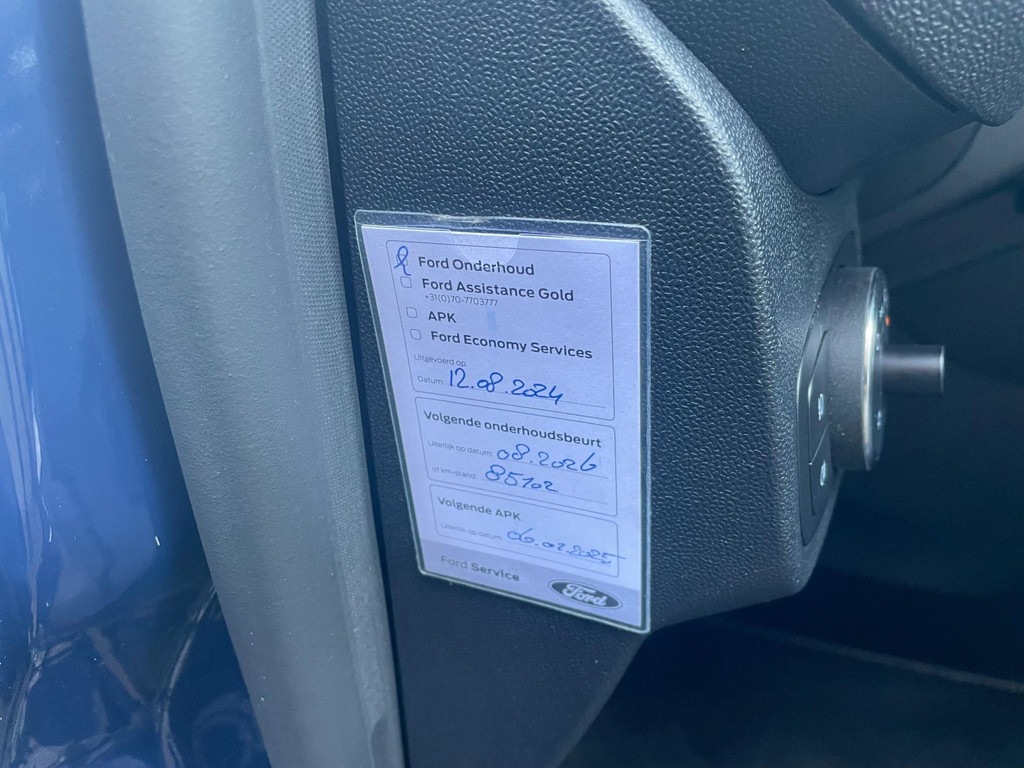 Ford Onderhoud
Ford Assistance Gold
+31(0)70-7703777
APK
Ford Economy Services
Uitgevoerd op
Datum: 12.08.2024
Volgende onderhoudsbeurt
Uiterlijk op datum: 08.2026
of km-stand: 85102
Volgende APK
Uiterlijk op datum: 06.02.2025
Ford Service
Ford